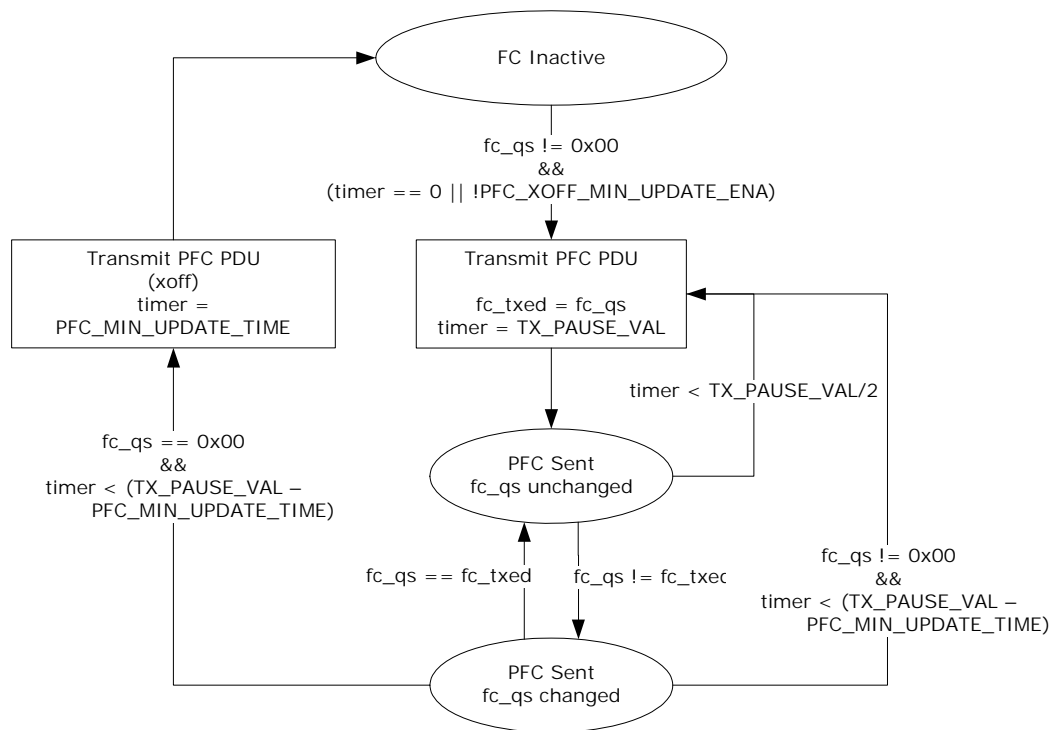 FC Inactive
fc_qs != 0x00
&&
(timer == 0 || !PFC_XOFF_MIN_UPDATE_ENA)
Transmit PFC PDU
(xoff)
timer =
PFC_MIN_UPDATE_TIME
Transmit PFC PDU
fc_txed = fc_qs
timer = TX_PAUSE_VAL
timer < TX_PAUSE_VAL/2
fc_qs == 0x00
&&
timer < (TX_PAUSE_VAL –
PFC_MIN_UPDATE_TIME)
PFC Sent
fc_qs unchanged
fc_qs == fc_txed
fc_qs != fc_txed
fc_qs != 0x00
&&
timer < (TX_PAUSE_VAL –
PFC_MIN_UPDATE_TIME)
PFC Sent
fc_qs changed